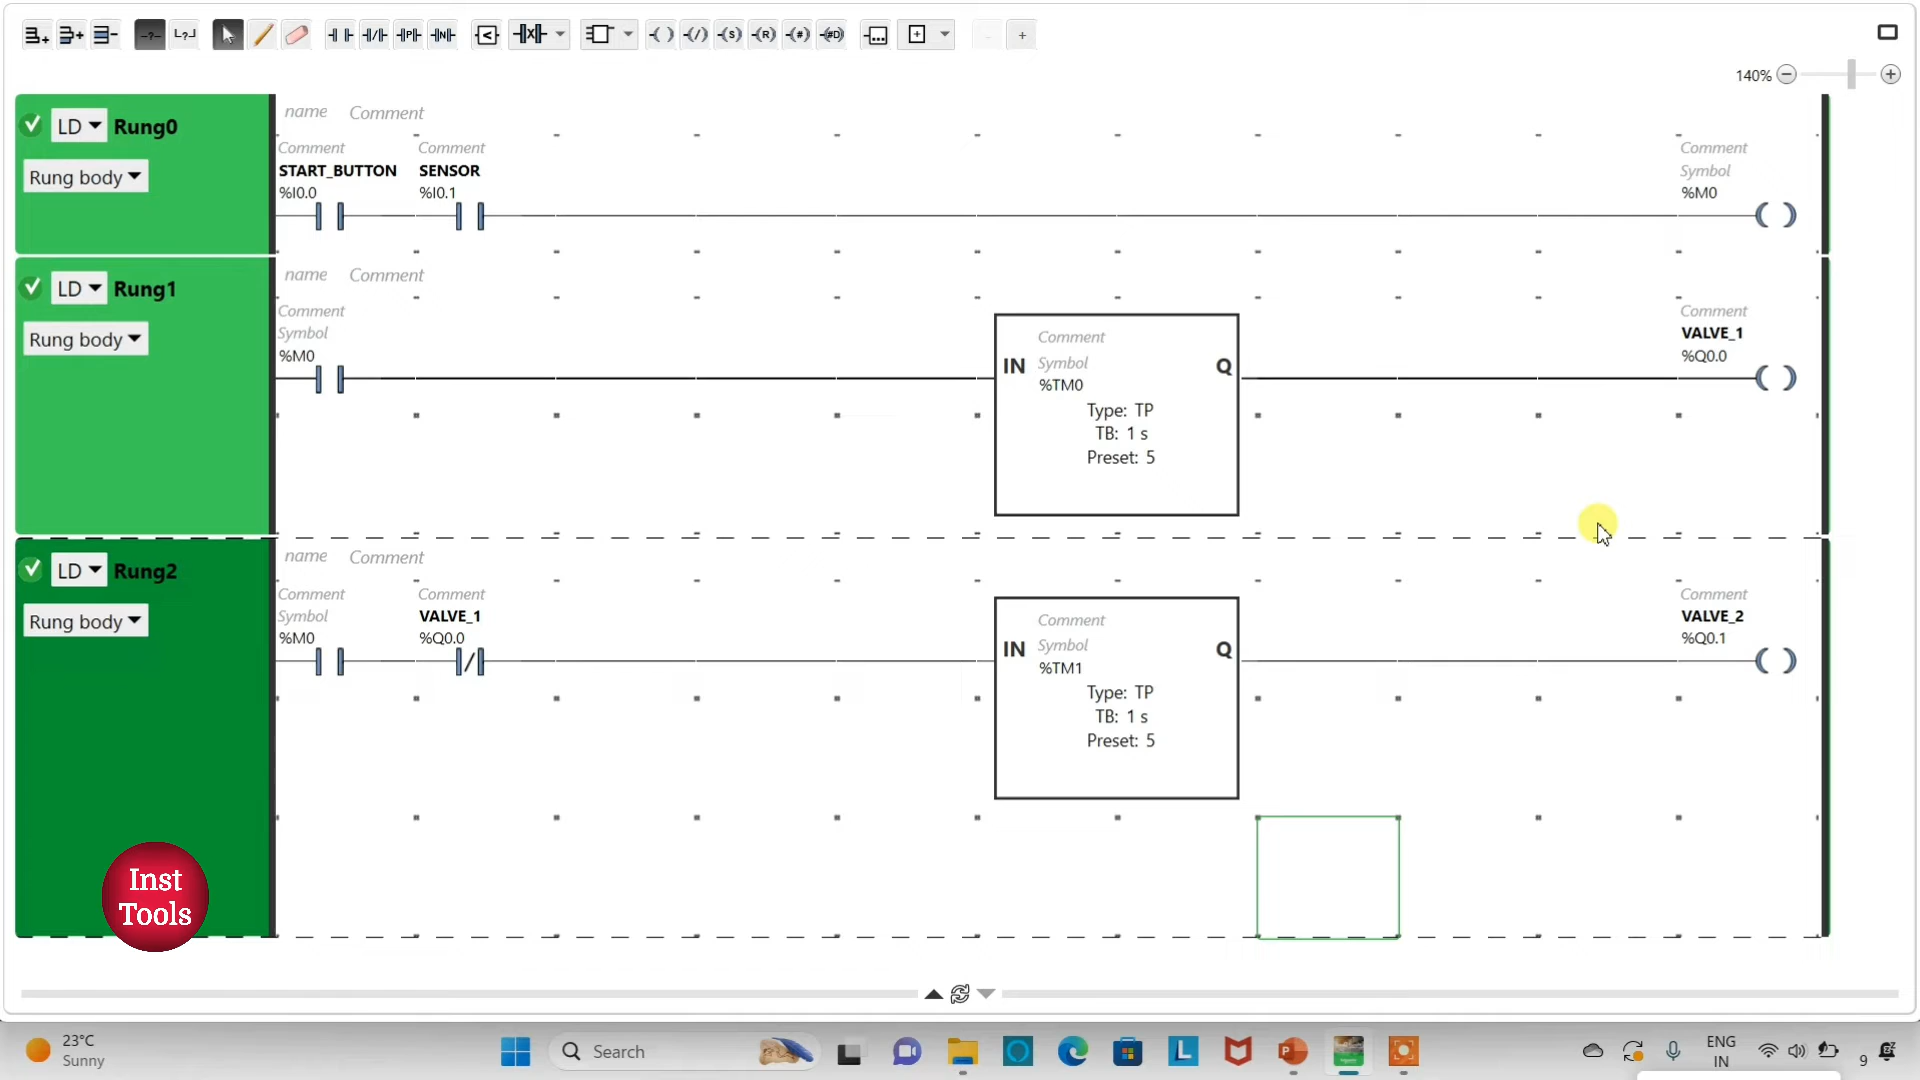 140%
LD Rung0
name Comment
Rung body
Comment Comment Comment
START_BUTTON SENSOR Symbol
%I0.0 %I0.1 %M0
LD Rung1
name Comment
Rung body
Comment Comment
Symbol VALVE_1
%M0 %Q0.0
Comment
IN Symbol Q
%TM0
Type: TP
TB: 1 s
Preset: 5
LD Rung2
name Comment
Rung body
Comment Comment Comment
Symbol VALVE_1 VALVE_2
%M0 %Q0.0 %Q0.1
Comment
IN Symbol Q
%TM1
Type: TP
TB: 1 s
Preset: 5
Inst
Tools
23°C
Sunny
Search
ENG
IN
9